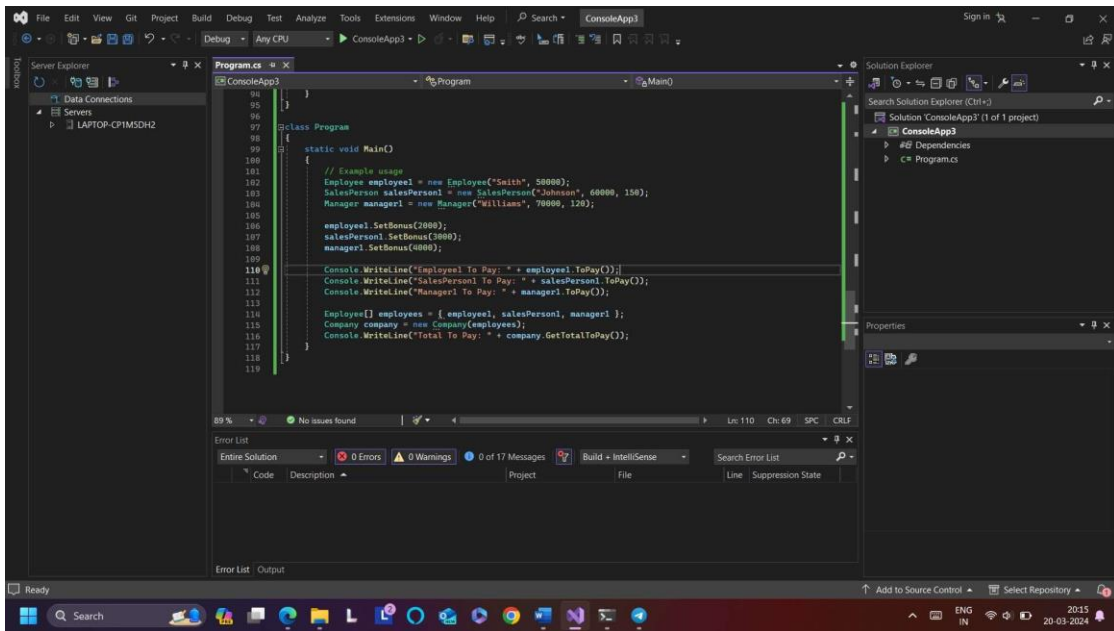 File Edit View Git Project Build Debug Test Analyze Tools Extensions Window Help Search ConsoleApp3 Sign in
Debug Any CPU ConsoleApp3
Toolbox
Server Explorer
Data Connections
Servers
LAPTOP-CP1MSDH2
Program.cs
ConsoleApp3 Program Main()
94 }
95 }
96
97 class Program
98 {
99 static void Main()
100 {
101 // Example usage
102 Employee employee1 = new Employee("Smith", 50000);
103 SalesPerson salesPerson1 = new SalesPerson("Johnson", 60000, 150);
104 Manager manager1 = new Manager("Williams", 70000, 120);
105
106 employee1.SetBonus(2000);
107 salesPerson1.SetBonus(3000);
108 manager1.SetBonus(4000);
109
110 Console.WriteLine("Employee1 To Pay: " + employee1.ToPay());
111 Console.WriteLine("SalesPerson1 To Pay: " + salesPerson1.ToPay());
112 Console.WriteLine("Manager1 To Pay: " + manager1.ToPay());
113
114 Employee[] employees = { employee1, salesPerson1, manager1 };
115 Company company = new Company(employees);
116 Console.WriteLine("Total To Pay: " + company.GetTotalToPay());
117 }
118 }
119
89 % No issues found Ln: 110 Ch: 69 SPC CRLF
Error List
Entire Solution 0 Errors 0 Warnings 0 of 17 Messages Build + IntelliSense Search Error List
Code Description Project File Line Suppression State
Error List Output
Solution Explorer
Search Solution Explorer (Ctrl+;)
Solution 'ConsoleApp3' (1 of 1 project)
ConsoleApp3
Dependencies
C# Program.cs
Properties
Ready Add to Source Control Select Repository
Search ENG IN 20:15 20-03-2024